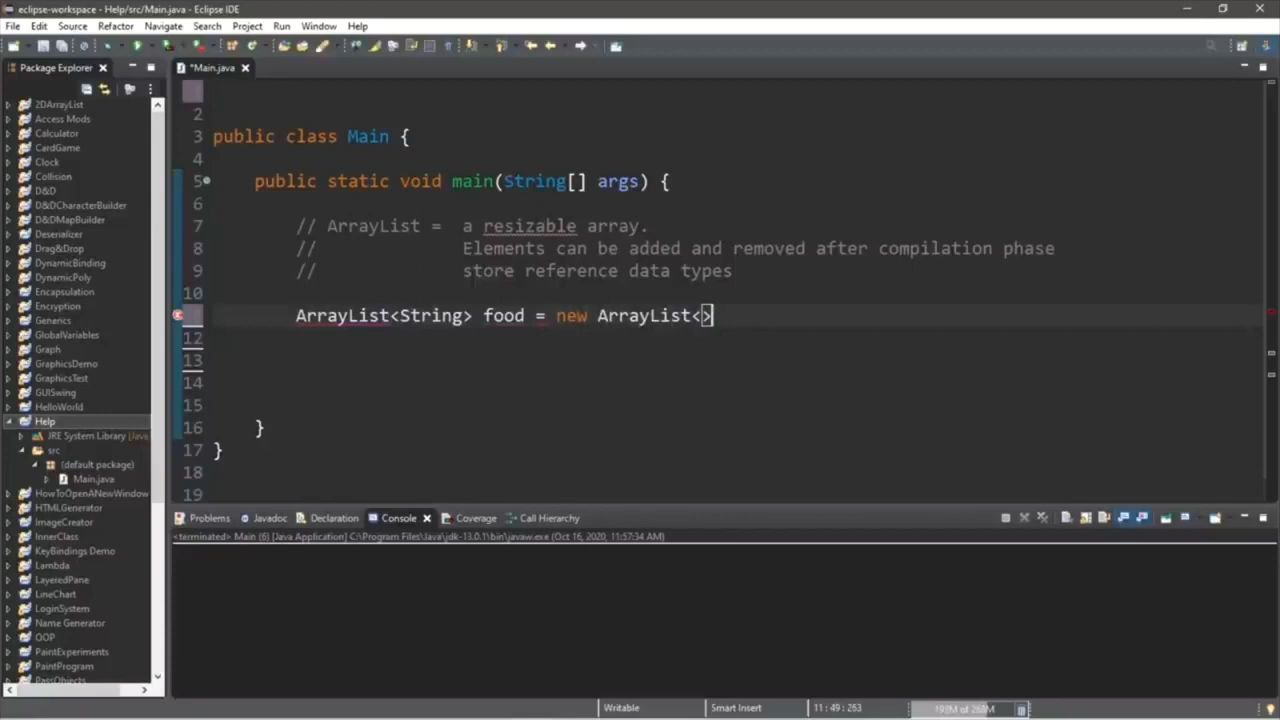 eclipse-workspace - Help/src/Main.java - Eclipse IDE
File Edit Source Refactor Navigate Search Project Run Window Help
Package Explorer
*Main.java
2DArrayList
Access Mods
Calculator
CardGame
Clock
Collision
D&D
D&DCharacterBuilder
D&DMapBuilder
Deserializer
Drag&Drop
DynamicBinding
DynamicPoly
Encapsulation
Encryption
Generics
GlobalVariables
Graph
GraphicsDemo
GraphicsTest
GUISwing
HelloWorld
Help
JRE System Library [Java
src
(default package)
Main.java
HowToOpenANewWindow
HTMLGenerator
ImageCreator
InnerClass
KeyBindings Demo
Lambda
LayeredPane
LineChart
LoginSystem
Name Generator
OOP
PaintExperiments
PaintProgram
PassObjects
2
3 public class Main {
4
5 public static void main(String[] args) {
6
7 // ArrayList = a resizable array.
8 // Elements can be added and removed after compilation phase
9 // store reference data types
10
ArrayList<String> food = new ArrayList<>
12
13
14
15
16 }
17 }
18
19
Problems Javadoc Declaration Console Coverage Call Hierarchy
<terminated> Main (6) [Java Application] C:\Program Files\Java\jdk-13.0.1\bin\javaw.exe (Oct 16, 2020, 11:57:34 AM)
Writable Smart Insert 11 : 49 : 263